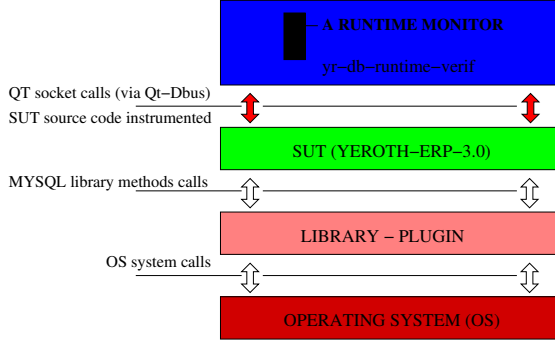 A RUNTIME MONITOR
yr−db−runtime−verif
QT socket calls (via Qt−Dbus)
SUT source code instrumented
SUT (YEROTH−ERP−3.0)
MYSQL library methods calls
LIBRARY − PLUGIN
OS system calls
OPERATING SYSTEM (OS)